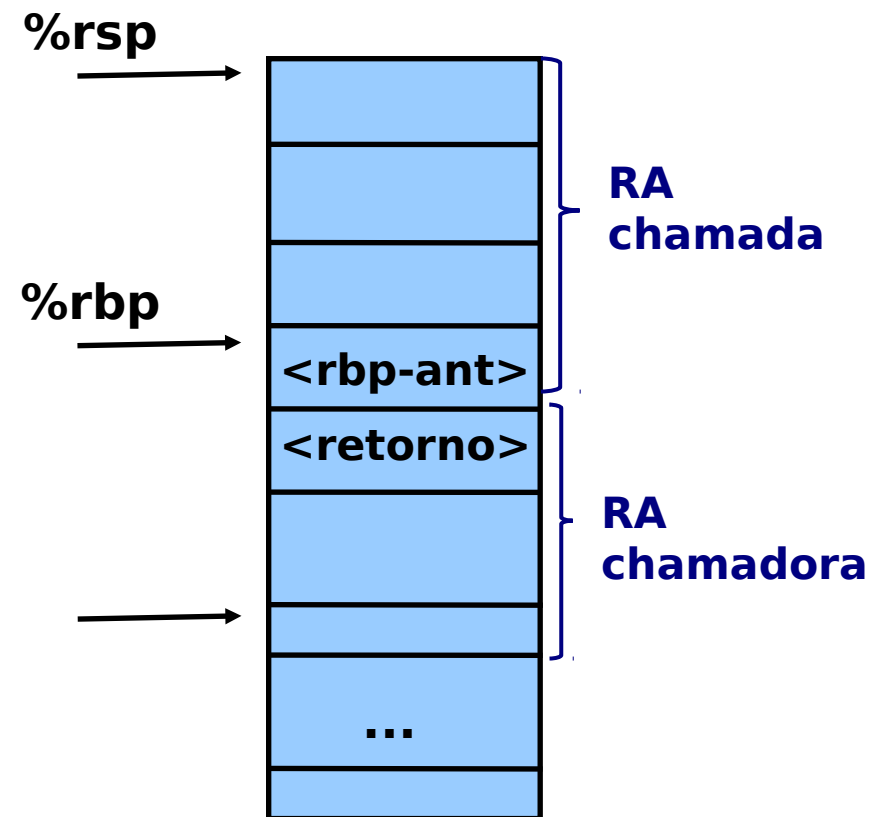 %rsp
RA
chamada
%rbp
<rbp-ant>
<retorno>
RA
chamadora
...